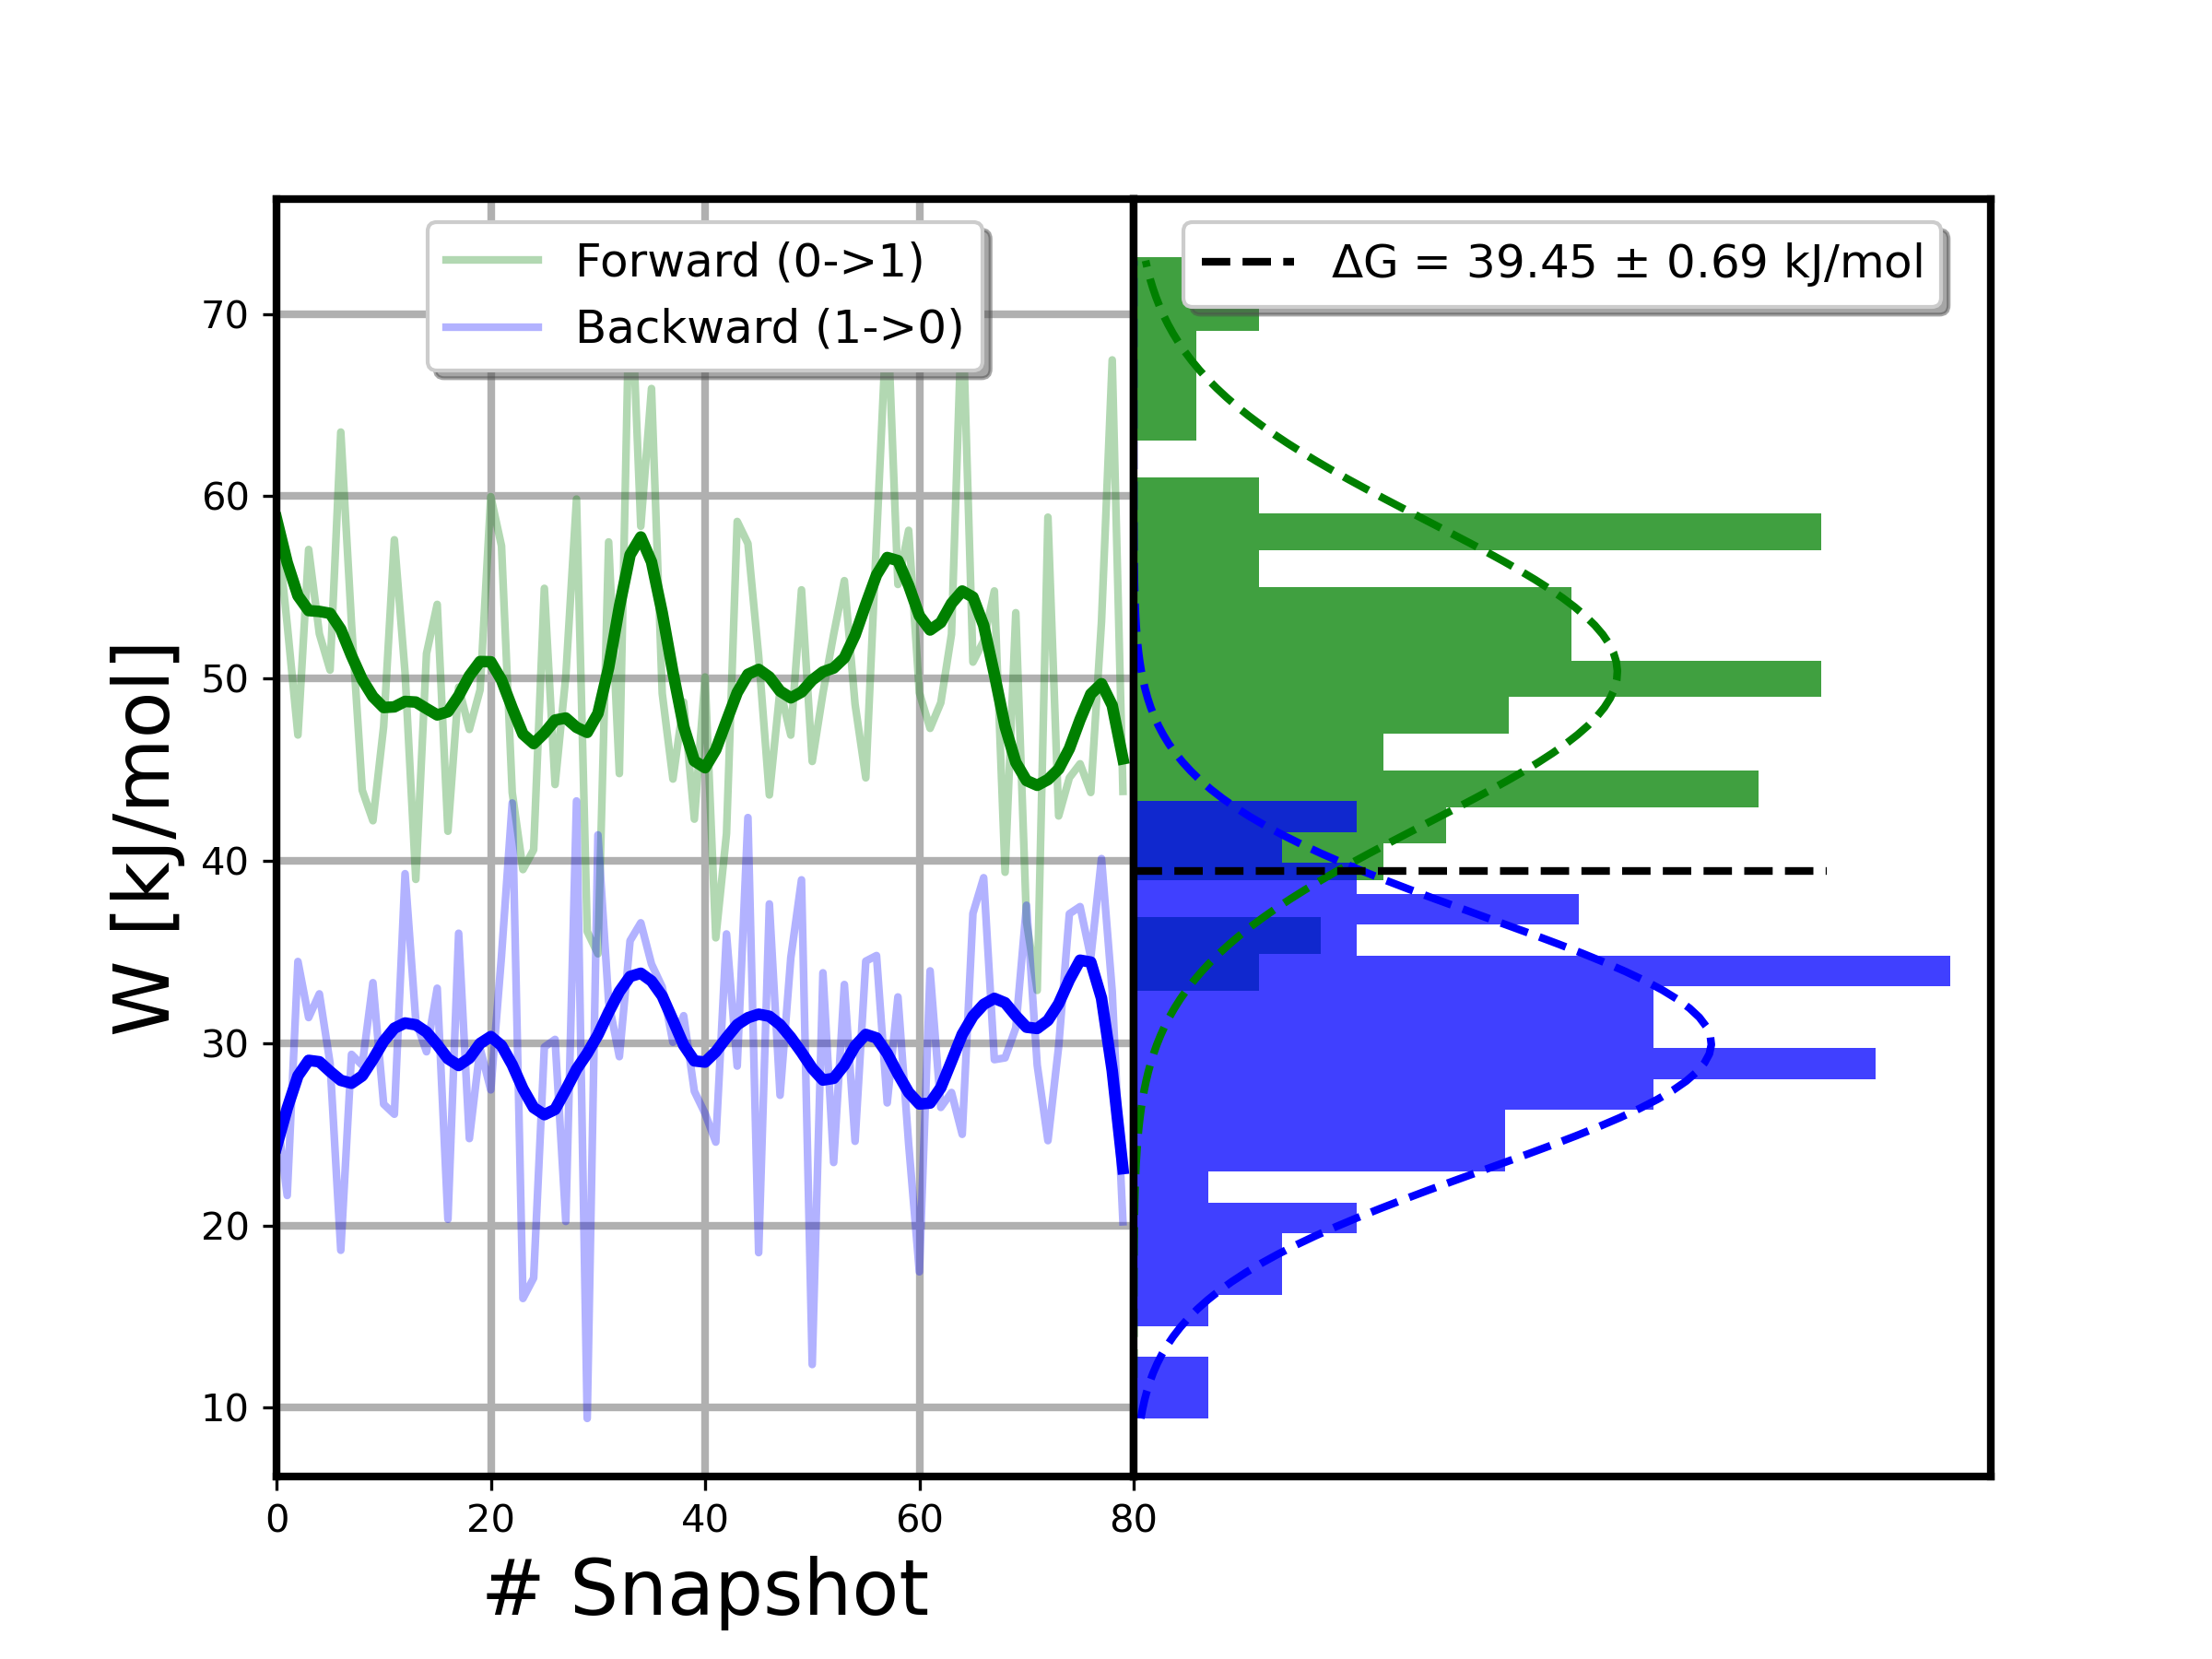 Forward (0->1)
Backward (1->0)
ΔG = 39.45 ± 0.69 kJ/mol
W [kJ/mol]
70
60
50
40
30
20
10
0 20 40 60 80
# Snapshot